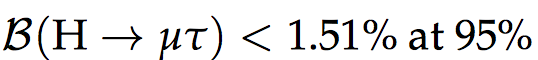 ℬ(H → μτ) < 1.51% at 95%